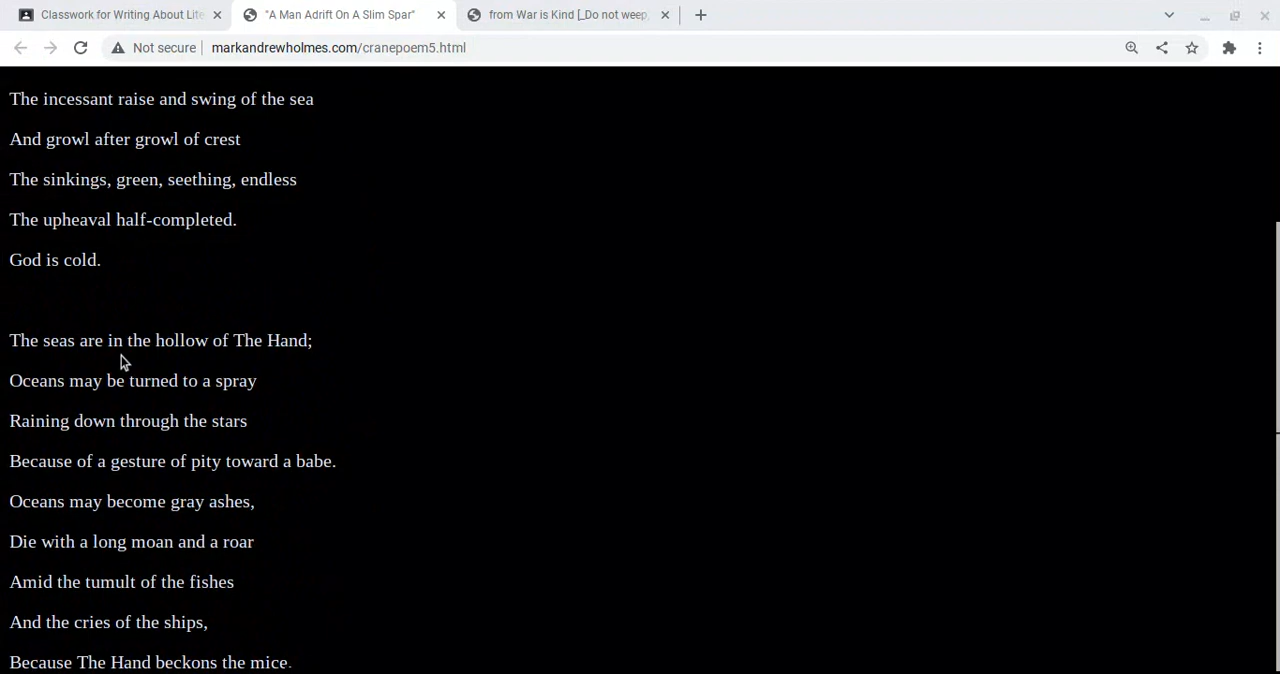 Classwork for Writing About Lite
"A Man Adrift On A Slim Spar"
from War is Kind [_Do not weep,
Not secure
markandrewholmes.com/cranepoem5.html
The incessant raise and swing of the sea
And growl after growl of crest
The sinkings, green, seething, endless
The upheaval half-completed.
God is cold.
The seas are in the hollow of The Hand;
Oceans may be turned to a spray
Raining down through the stars
Because of a gesture of pity toward a babe.
Oceans may become gray ashes,
Die with a long moan and a roar
Amid the tumult of the fishes
And the cries of the ships,
Because The Hand beckons the mice.